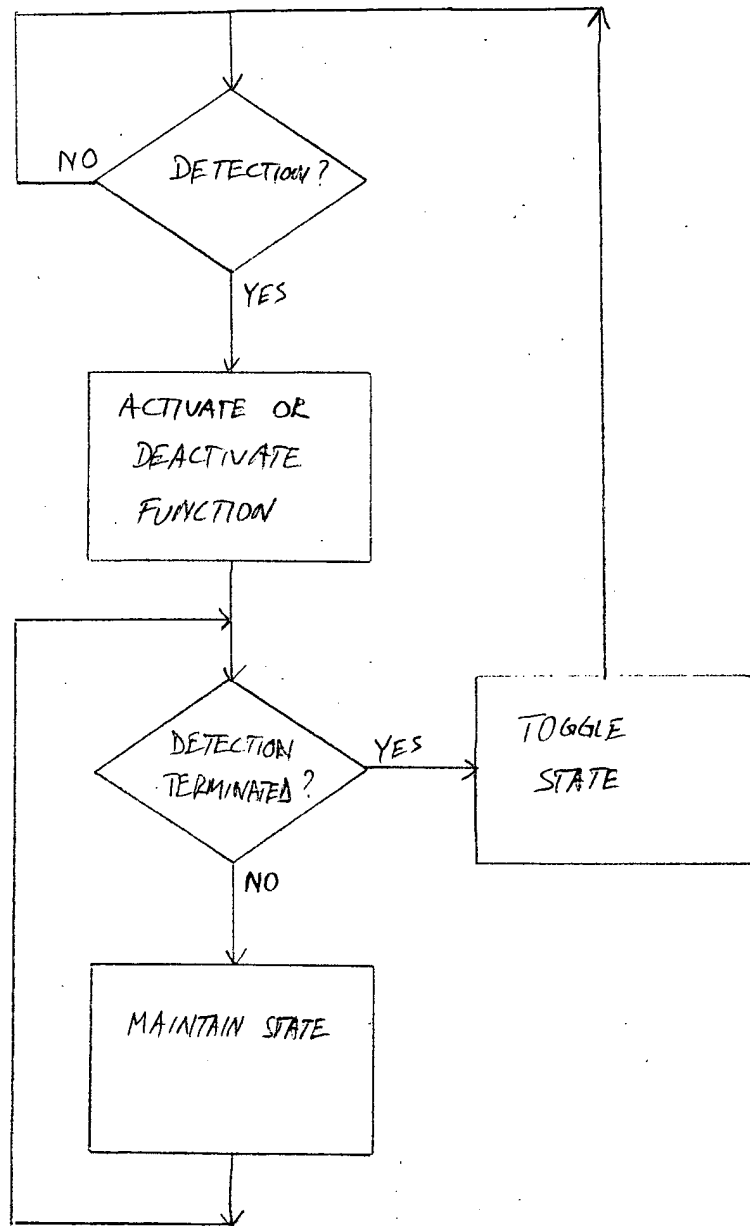 DETECTION?
NO
YES
ACTIVATE OR
DEACTIVATE
FUNCTION
DETECTION
TERMINATED?
YES
TOGGLE
STATE
NO
MAINTAIN STATE